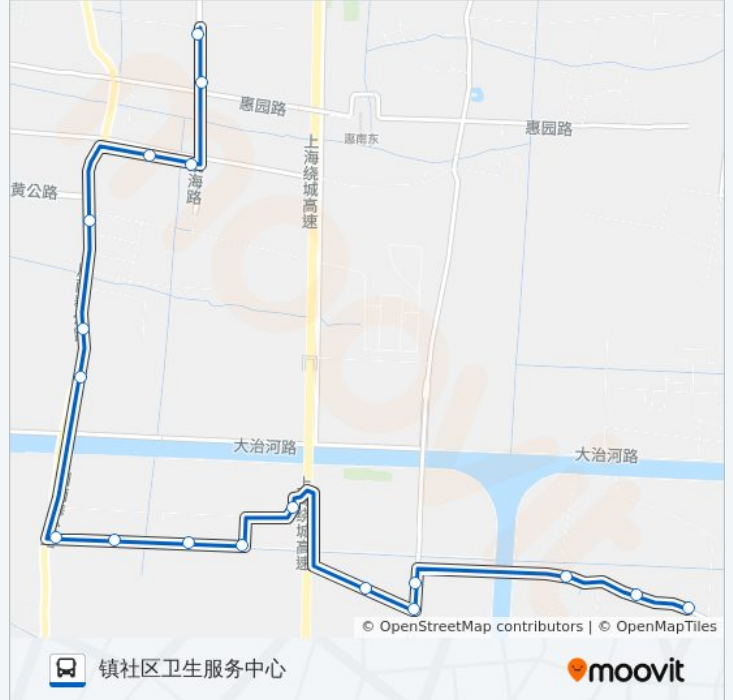 惠园路
惠南东
惠园路
上海绕城高速
海路
黄公路
大治河路
大治河路
上海绕城高速
© OpenStreetMap contributors | © OpenMapTiles
镇社区卫生服务中心
moovit